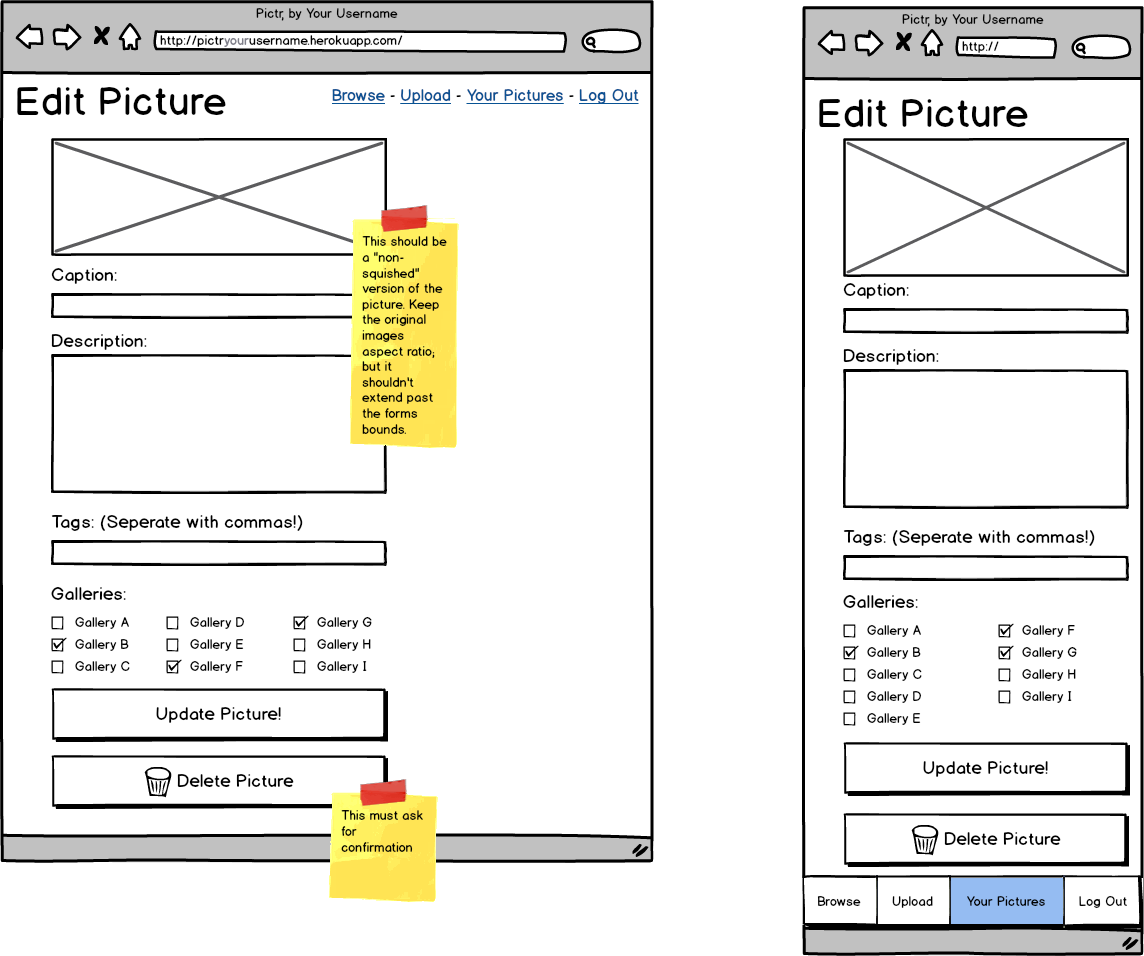 Pictr, by Your Username
http://pictryourusername.herokuapp.com/
Edit Picture
Browse - Upload - Your Pictures - Log Out
This should be
a "non-
squished"
version of the
picture. Keep
the original
images
aspect ratio;
but it
shouldn't
extend past
the forms
bounds.
Caption:
Description:
Tags: (Seperate with commas!)
Galleries:
Gallery A Gallery D Gallery G
Gallery B Gallery E Gallery H
Gallery C Gallery F Gallery I
Update Picture!
Delete Picture
This must ask
for
confirmation
Pictr, by Your Username
http://
Edit Picture
Caption:
Description:
Tags: (Seperate with commas!)
Galleries:
Gallery A Gallery F
Gallery B Gallery G
Gallery C Gallery H
Gallery D Gallery I
Gallery E
Update Picture!
Delete Picture
Browse Upload Your Pictures Log Out